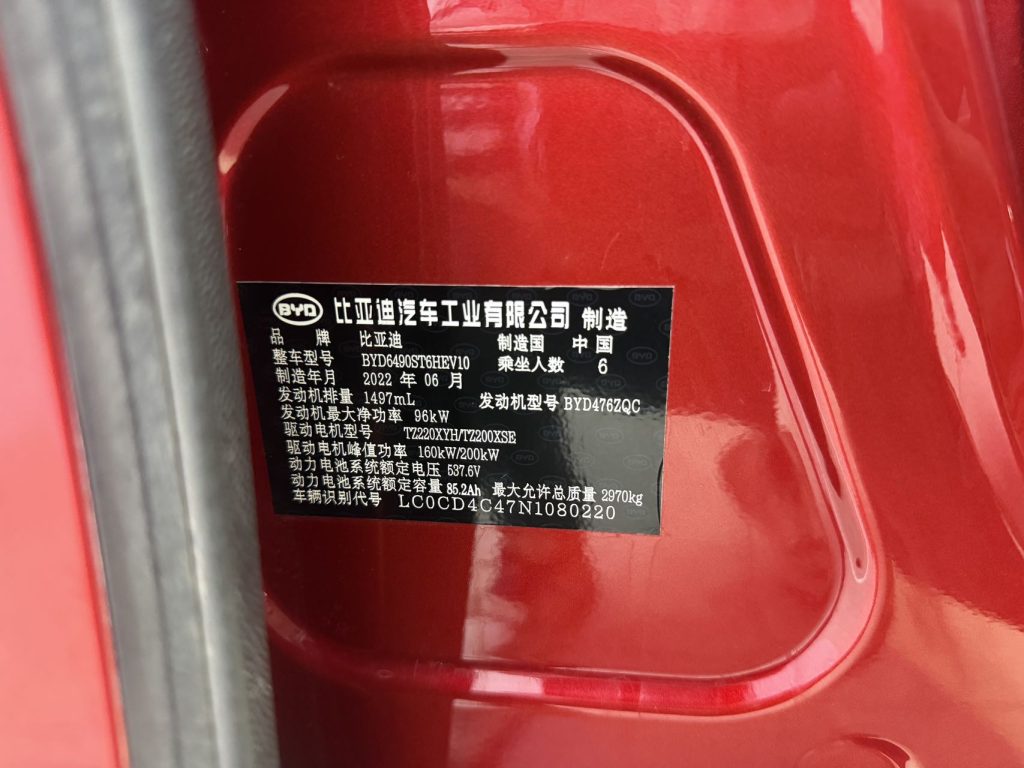 BYD 比亚迪汽车工业有限公司 制造
品 牌 比亚迪 制造国 中 国
整车型号 BYD6490ST6HEV10 乘坐人数 6
制造年月 2022 年 06 月
发动机排量 1497mL 发动机型号 BYD476ZQC
发动机最大净功率 96kW
驱动电机型号 TZ220XYH/TZ200XSE
驱动电机峰值功率 160kW/200kW
动力电池系统额定电压 537.6V
动力电池系统额定容量 85.2Ah 最大允许总质量 2970kg
车辆识别代号 LC0CD4C47N1080220